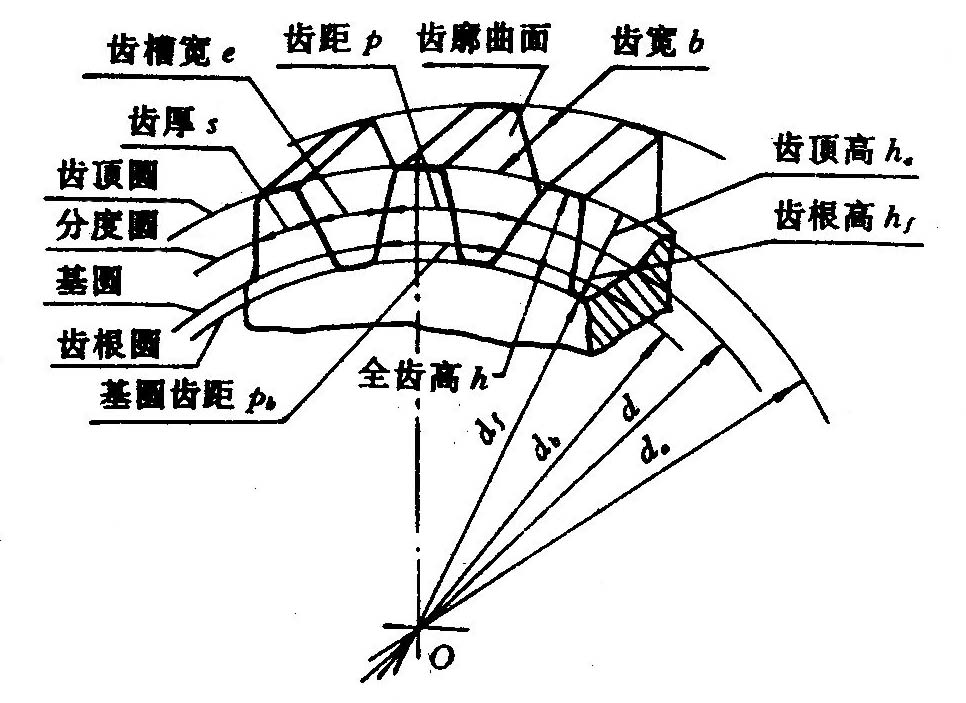 齿槽宽 e
齿距 p
齿廓曲面
齿宽 b
齿厚 s
齿顶圆
分度圆
基圆
齿根圆
基圆齿距 pb
全齿高 h
齿顶高 ha
齿根高 hf
df
db
d
da
O